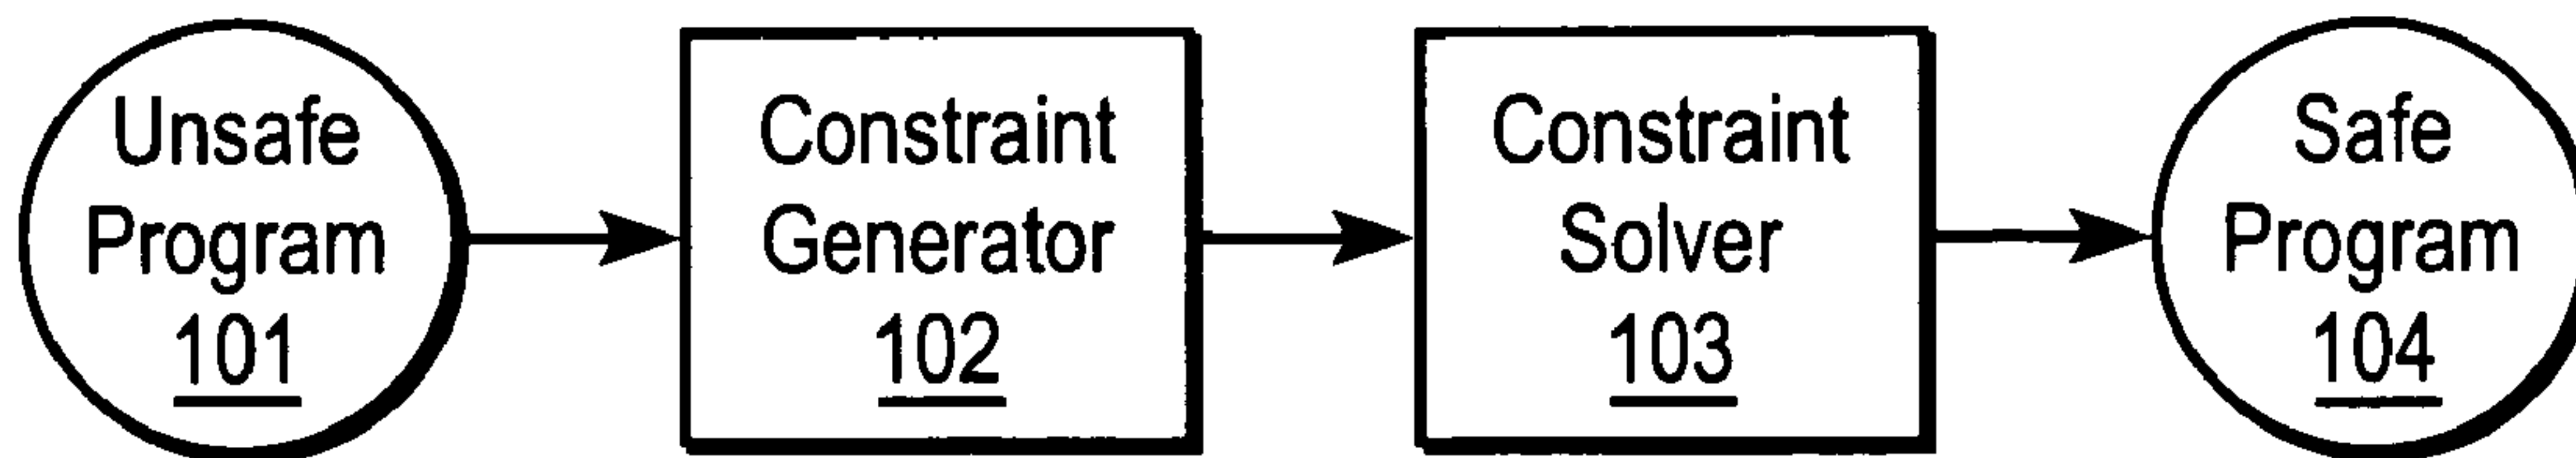 Unsafe
Program
101
Constraint
Generator
102
Constraint
Solver
103
Safe
Program
104